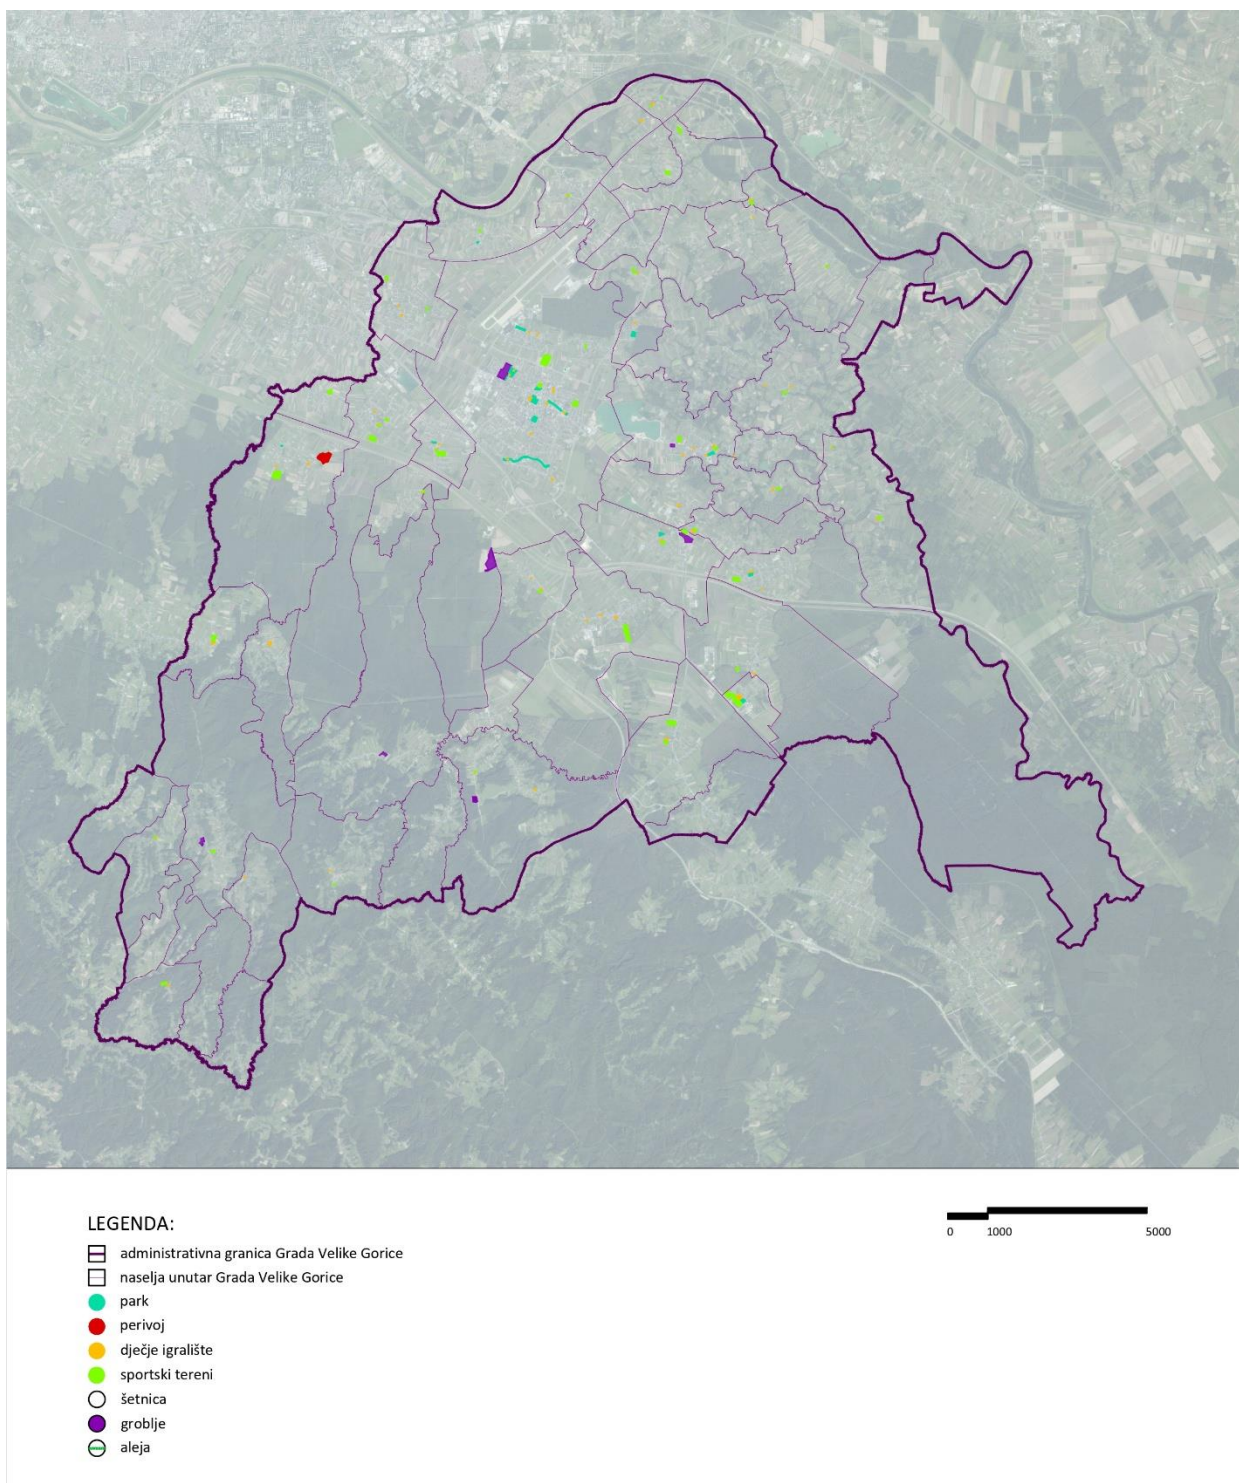 LEGENDA:
administrativna granica Grada Velike Gorice
naselja unutar Grada Velike Gorice
park
perivoj
dječje igralište
sportski tereni
šetnica
groblje
aleja
0 1000 5000